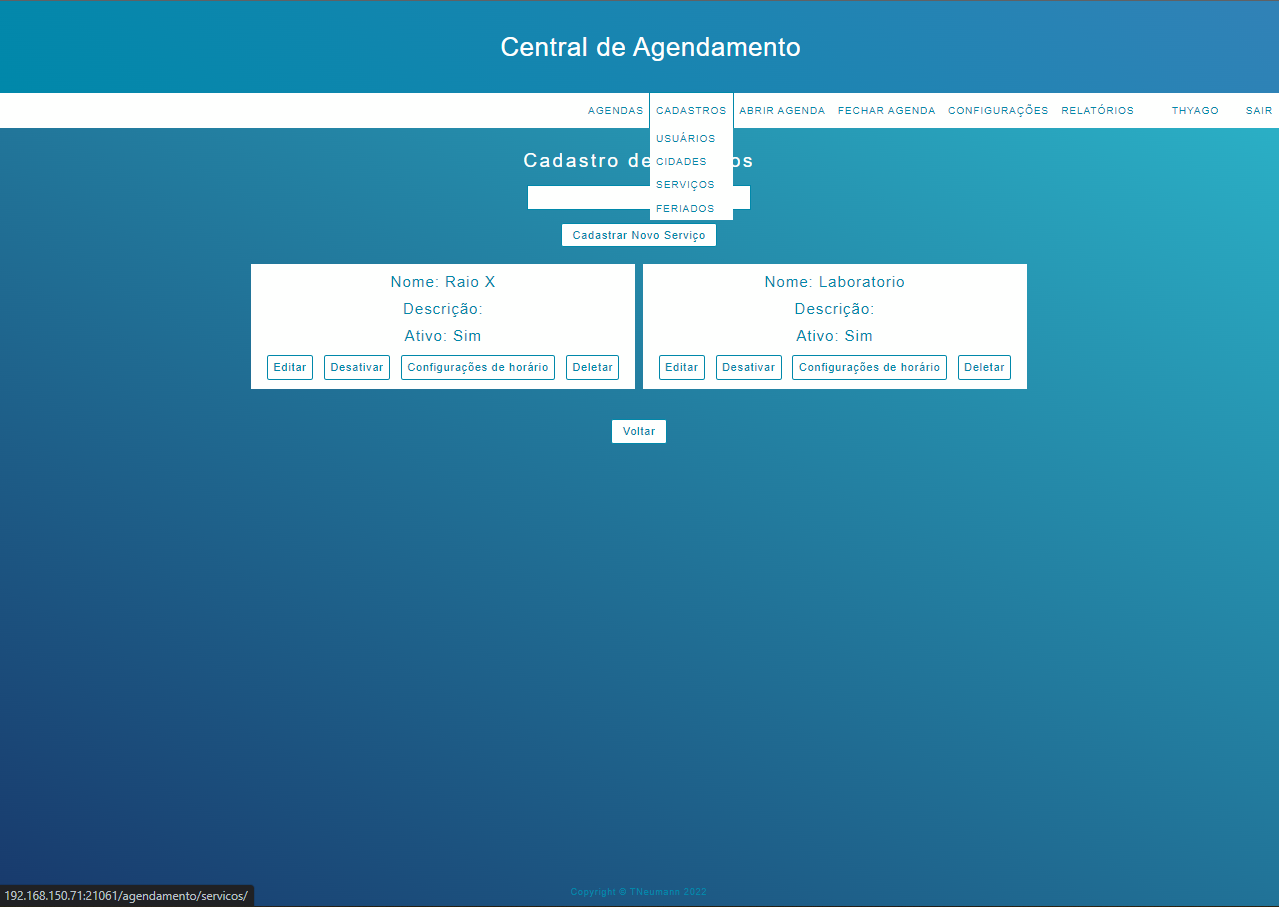 Central de Agendamento
AGENDAS CADASTROS ABRIR AGENDA FECHAR AGENDA CONFIGURAÇÕES RELATÓRIOS THYAGO SAIR
USUÁRIOS
CIDADES
SERVIÇOS
FERIADOS
Cadastro de
Cadastrar Novo Serviço
Nome: Raio X
Descrição:
Ativo: Sim
Editar Desativar Configurações de horário Deletar
Nome: Laboratorio
Descrição:
Ativo: Sim
Editar Desativar Configurações de horário Deletar
Voltar
Copyright © TNeumann 2022
192.168.150.71:21061/agendamento/servicos/